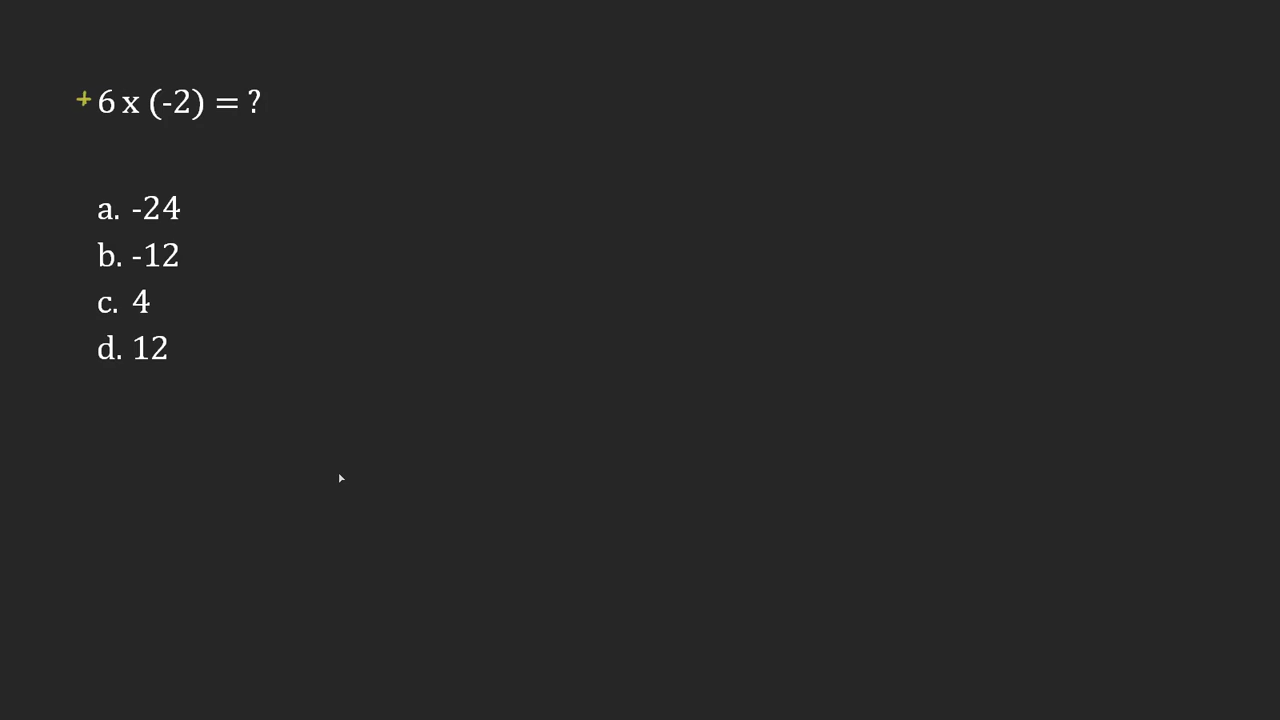 +6 x (-2) = ?
a. -24
b. -12
c. 4
d. 12